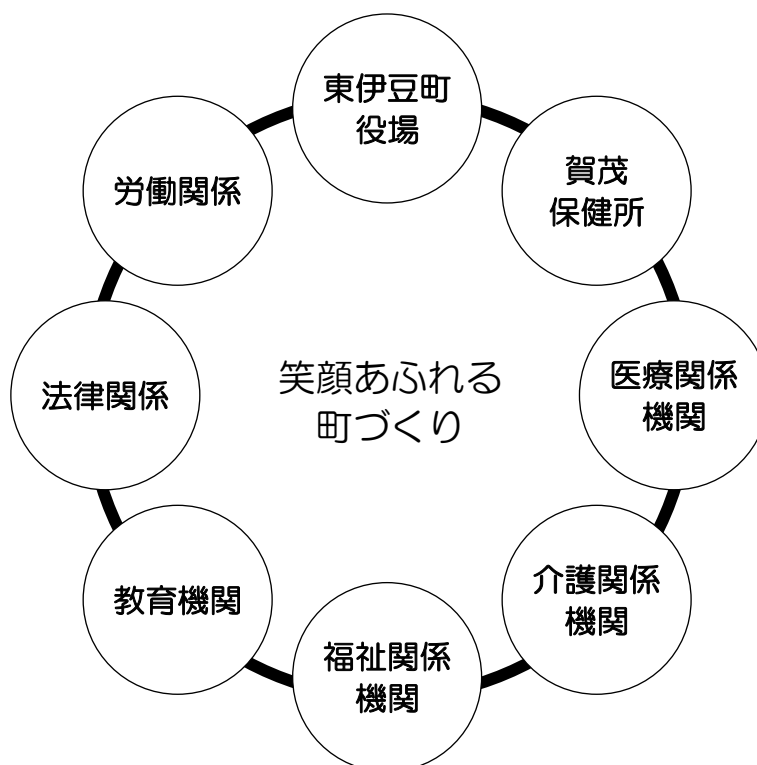 東伊豆町
役場
賀茂
保健所
医療関係
機関
介護関係
機関
福祉関係
機関
教育機関
法律関係
労働関係
笑顔あふれる
町づくり